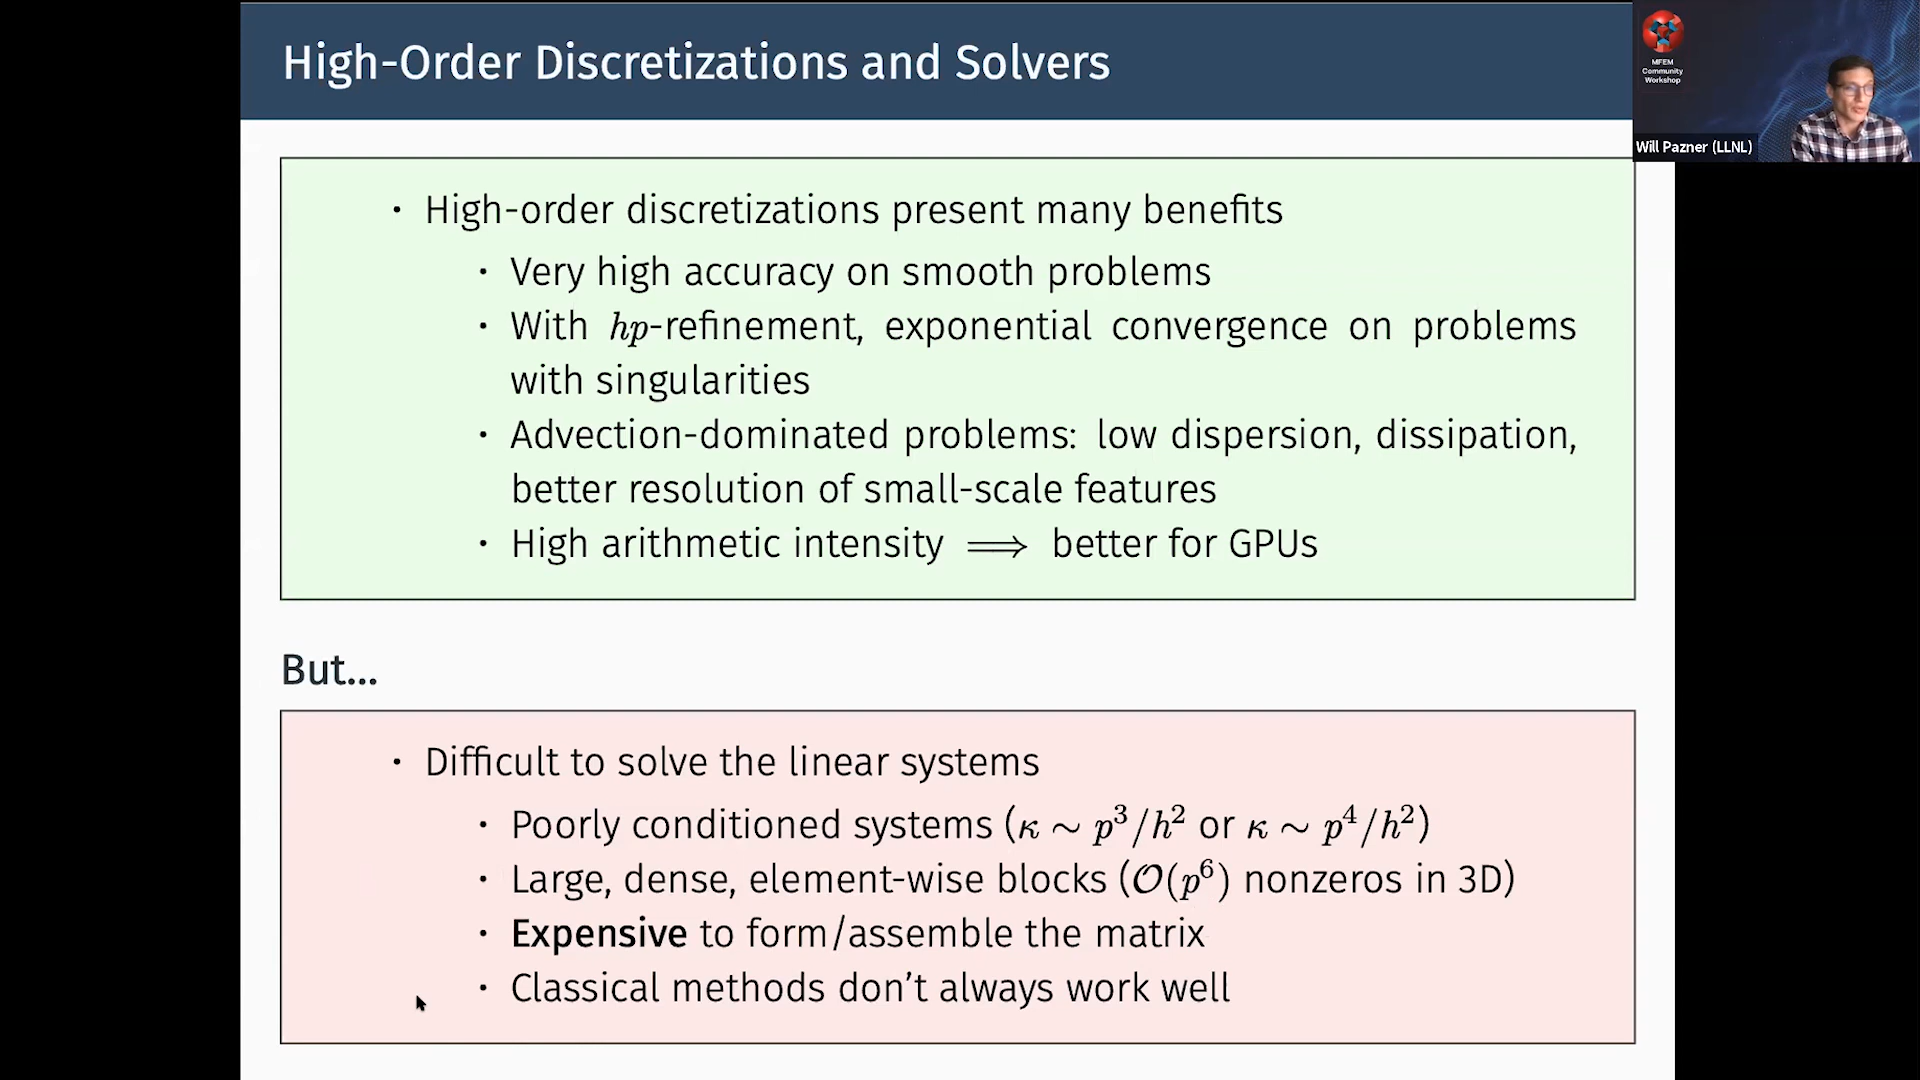 High-Order Discretizations and Solvers
MFEM
Community
Workshop
Will Pazner (LLNL)
• High-order discretizations present many benefits
• Very high accuracy on smooth problems
• With hp-refinement, exponential convergence on problems
with singularities
• Advection-dominated problems: low dispersion, dissipation,
better resolution of small-scale features
• High arithmetic intensity ⟹ better for GPUs
But...
• Difficult to solve the linear systems
• Poorly conditioned systems (κ ∼ p³/h² or κ ∼ p⁴/h²)
• Large, dense, element-wise blocks (𝒪(p⁶) nonzeros in 3D)
• Expensive to form/assemble the matrix
• Classical methods don’t always work well